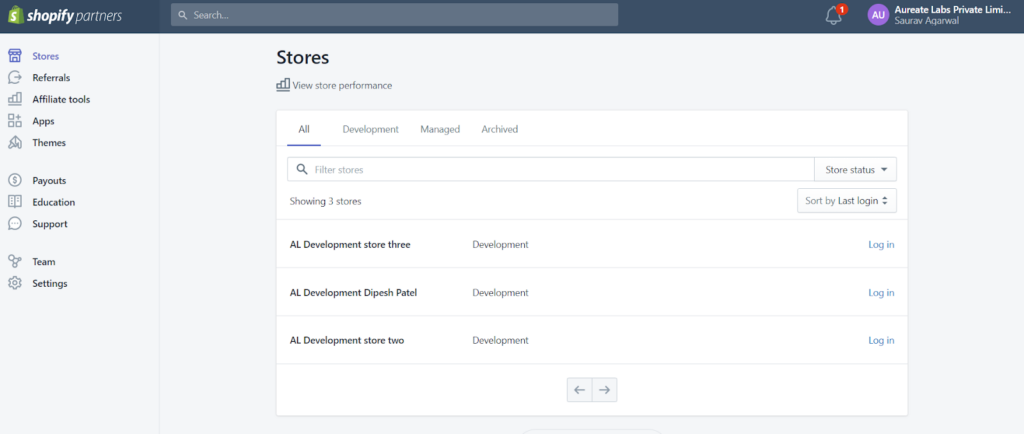 shopify partners
Search...
1
AU
Aureate Labs Private Limi...
Saurav Agarwal
Stores
Referrals
Affiliate tools
Apps
Themes
Payouts
Education
Support
Team
Settings
Stores
View store performance
All Development Managed Archived
Filter stores
Store status
Showing 3 stores
Sort by Last login
AL Development store three Development Log in
AL Development Dipesh Patel Development Log in
AL Development store two Development Log in